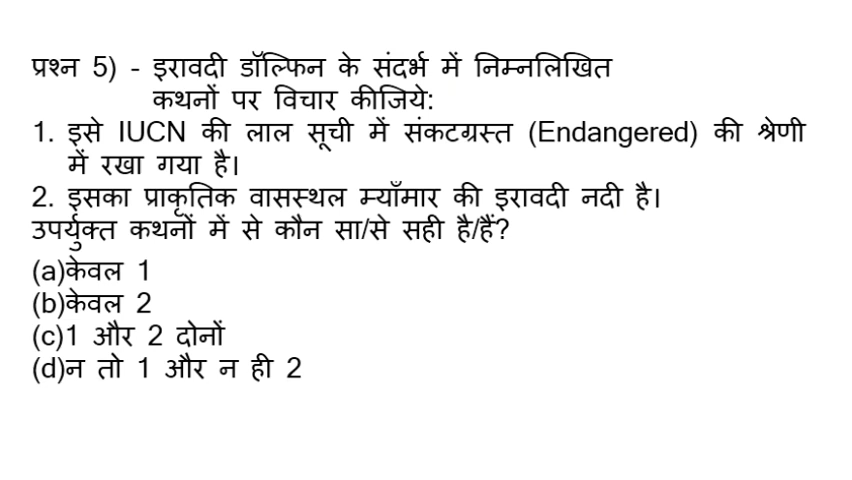 प्रश्न 5) - इरावदी डॉल्फिन के संदर्भ में निम्नलिखित
कथनों पर विचार कीजिये:
1. इसे IUCN की लाल सूची में संकटग्रस्त (Endangered) की श्रेणी
में रखा गया है।
2. इसका प्राकृतिक वासस्थल म्याँमार की इरावदी नदी है।
उपर्युक्त कथनों में से कौन सा/से सही है/हैं?
(a)केवल 1
(b)केवल 2
(c)1 और 2 दोनों
(d)न तो 1 और न ही 2